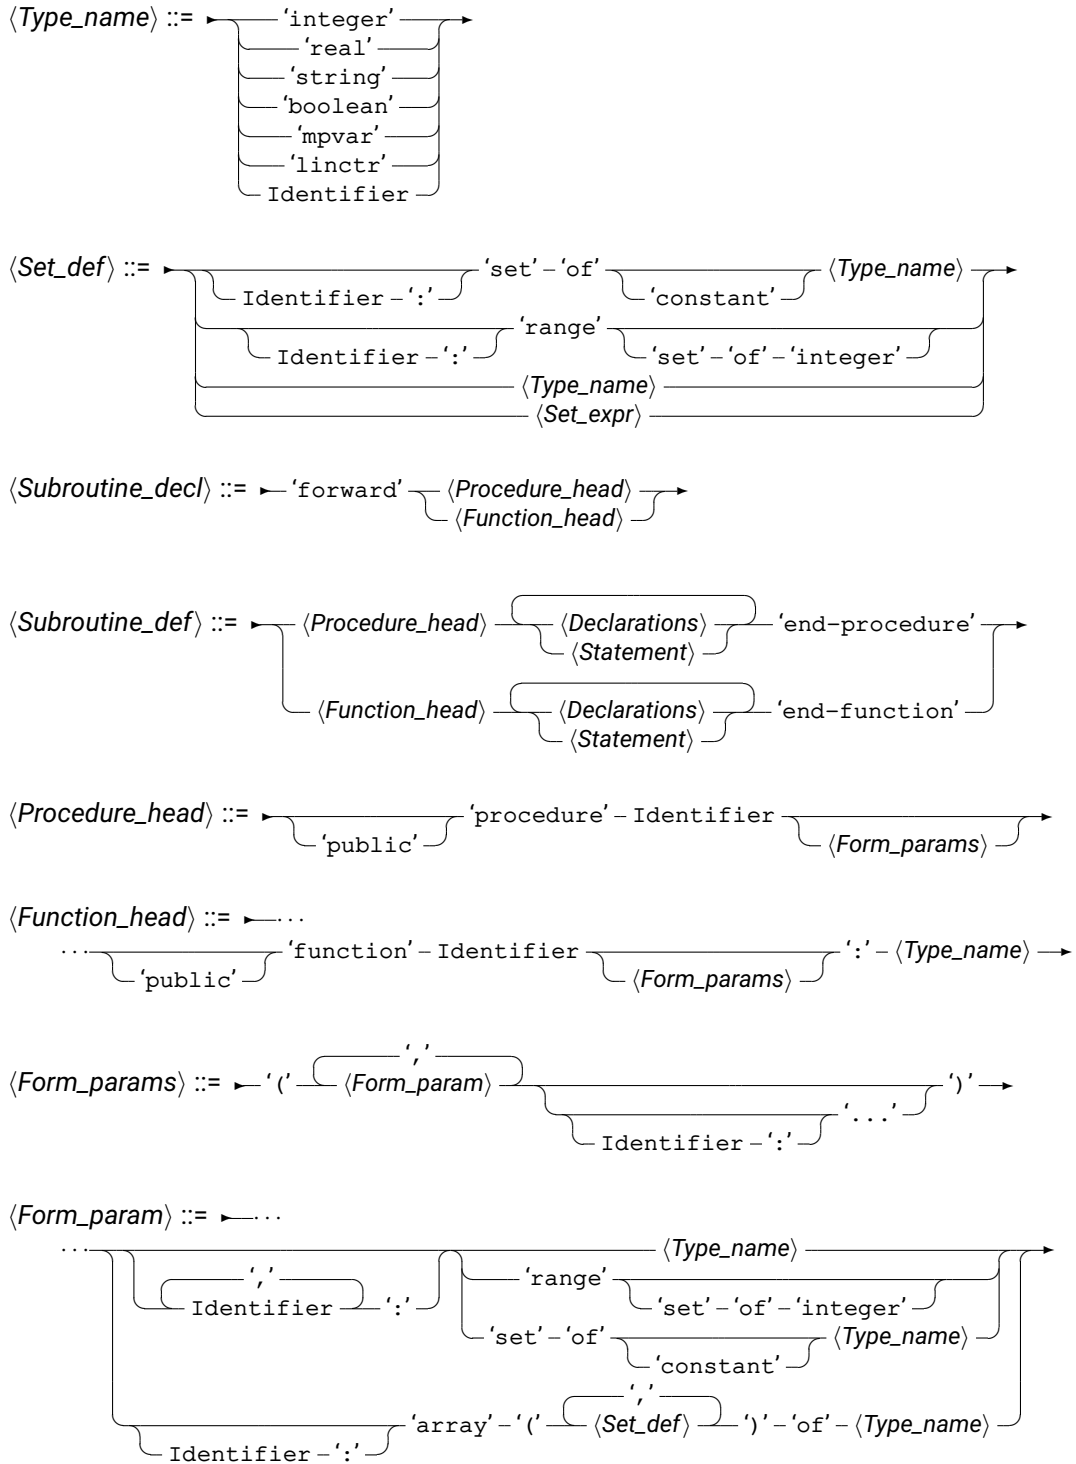 ⟨Type_name⟩ ::= ‘integer’
‘real’
‘string’
‘boolean’
‘mpvar’
‘linctr’
Identifier
⟨Set_def⟩ ::= ‘set’ ‘of’ ⟨Type_name⟩
Identifier ‘:’ ‘constant’
‘range’
Identifier ‘:’ ‘set’ ‘of’ ‘integer’
⟨Type_name⟩
⟨Set_expr⟩
⟨Subroutine_decl⟩ ::= ‘forward’ ⟨Procedure_head⟩
⟨Function_head⟩
⟨Subroutine_def⟩ ::= ⟨Procedure_head⟩ ⟨Declarations⟩ ‘end-procedure’
⟨Statement⟩
⟨Function_head⟩ ⟨Declarations⟩ ‘end-function’
⟨Statement⟩
⟨Procedure_head⟩ ::= ‘procedure’ Identifier
‘public’ ⟨Form_params⟩
⟨Function_head⟩ ::= ···
··· ‘function’ Identifier ‘:’ ⟨Type_name⟩
‘public’ ⟨Form_params⟩
‘,’
⟨Form_params⟩ ::= ‘(’ ⟨Form_param⟩ ‘)’
‘...’
Identifier ‘:’
⟨Form_param⟩ ::= ···
··· ⟨Type_name⟩
‘,’ ‘range’
Identifier ‘:’ ‘set’ ‘of’ ‘integer’
‘set’ ‘of’ ⟨Type_name⟩
‘constant’
‘,’
‘array’ ‘(’ ⟨Set_def⟩ ‘)’ ‘of’ ⟨Type_name⟩
Identifier ‘:’